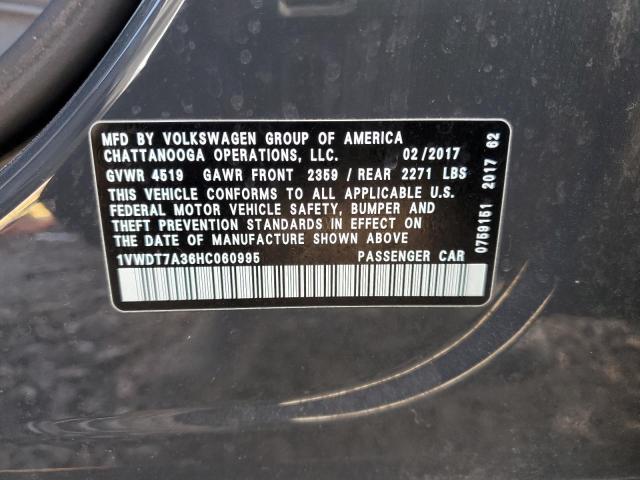 MFD BY VOLKSWAGEN GROUP OF AMERICA
CHATTANOOGA OPERATIONS, LLC. 02/2017
GVWR 4519 GAWR FRONT 2359 / REAR 2271 LBS
THIS VEHICLE CONFORMS TO ALL APPLICABLE U.S.
FEDERAL MOTOR VEHICLE SAFETY, BUMPER AND
THEFT PREVENTION STANDARDS IN EFFECT ON
THE DATE OF MANUFACTURE SHOWN ABOVE
1VWDT7A36HC060995 PASSENGER CAR
0759151 2017 62